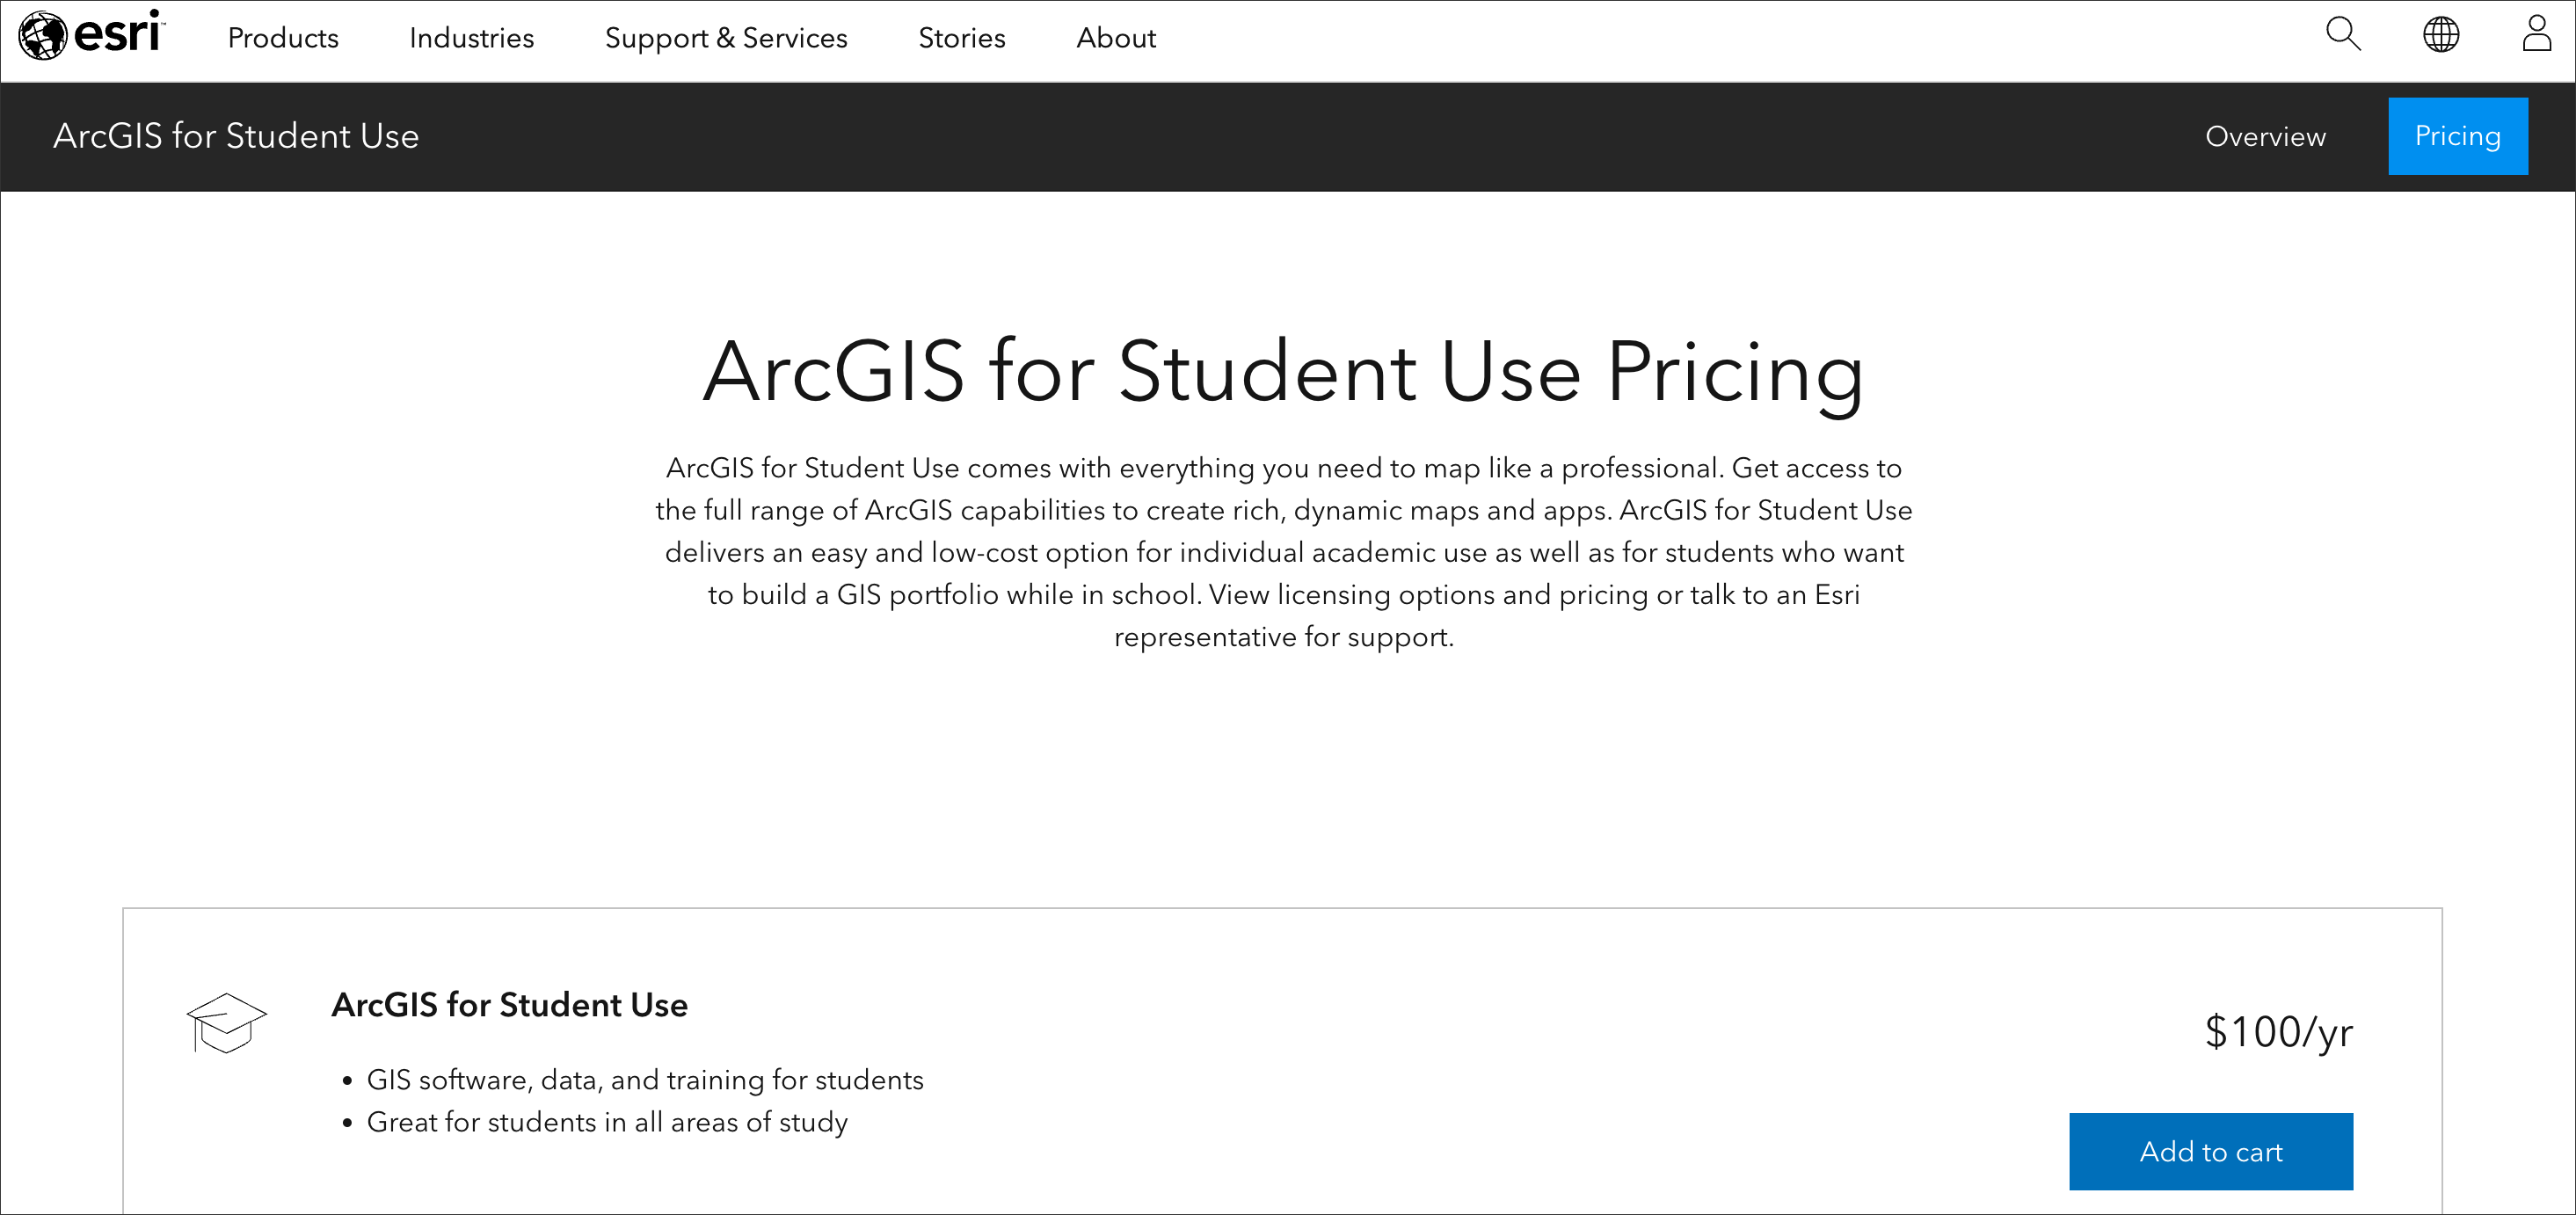 esri
Products Industries Support & Services Stories About
ArcGIS for Student Use Overview Pricing
ArcGIS for Student Use Pricing
ArcGIS for Student Use comes with everything you need to map like a professional. Get access to
the full range of ArcGIS capabilities to create rich, dynamic maps and apps. ArcGIS for Student Use
delivers an easy and low-cost option for individual academic use as well as for students who want
to build a GIS portfolio while in school. View licensing options and pricing or talk to an Esri
representative for support.
ArcGIS for Student Use
• GIS software, data, and training for students
• Great for students in all areas of study
$100/yr
Add to cart